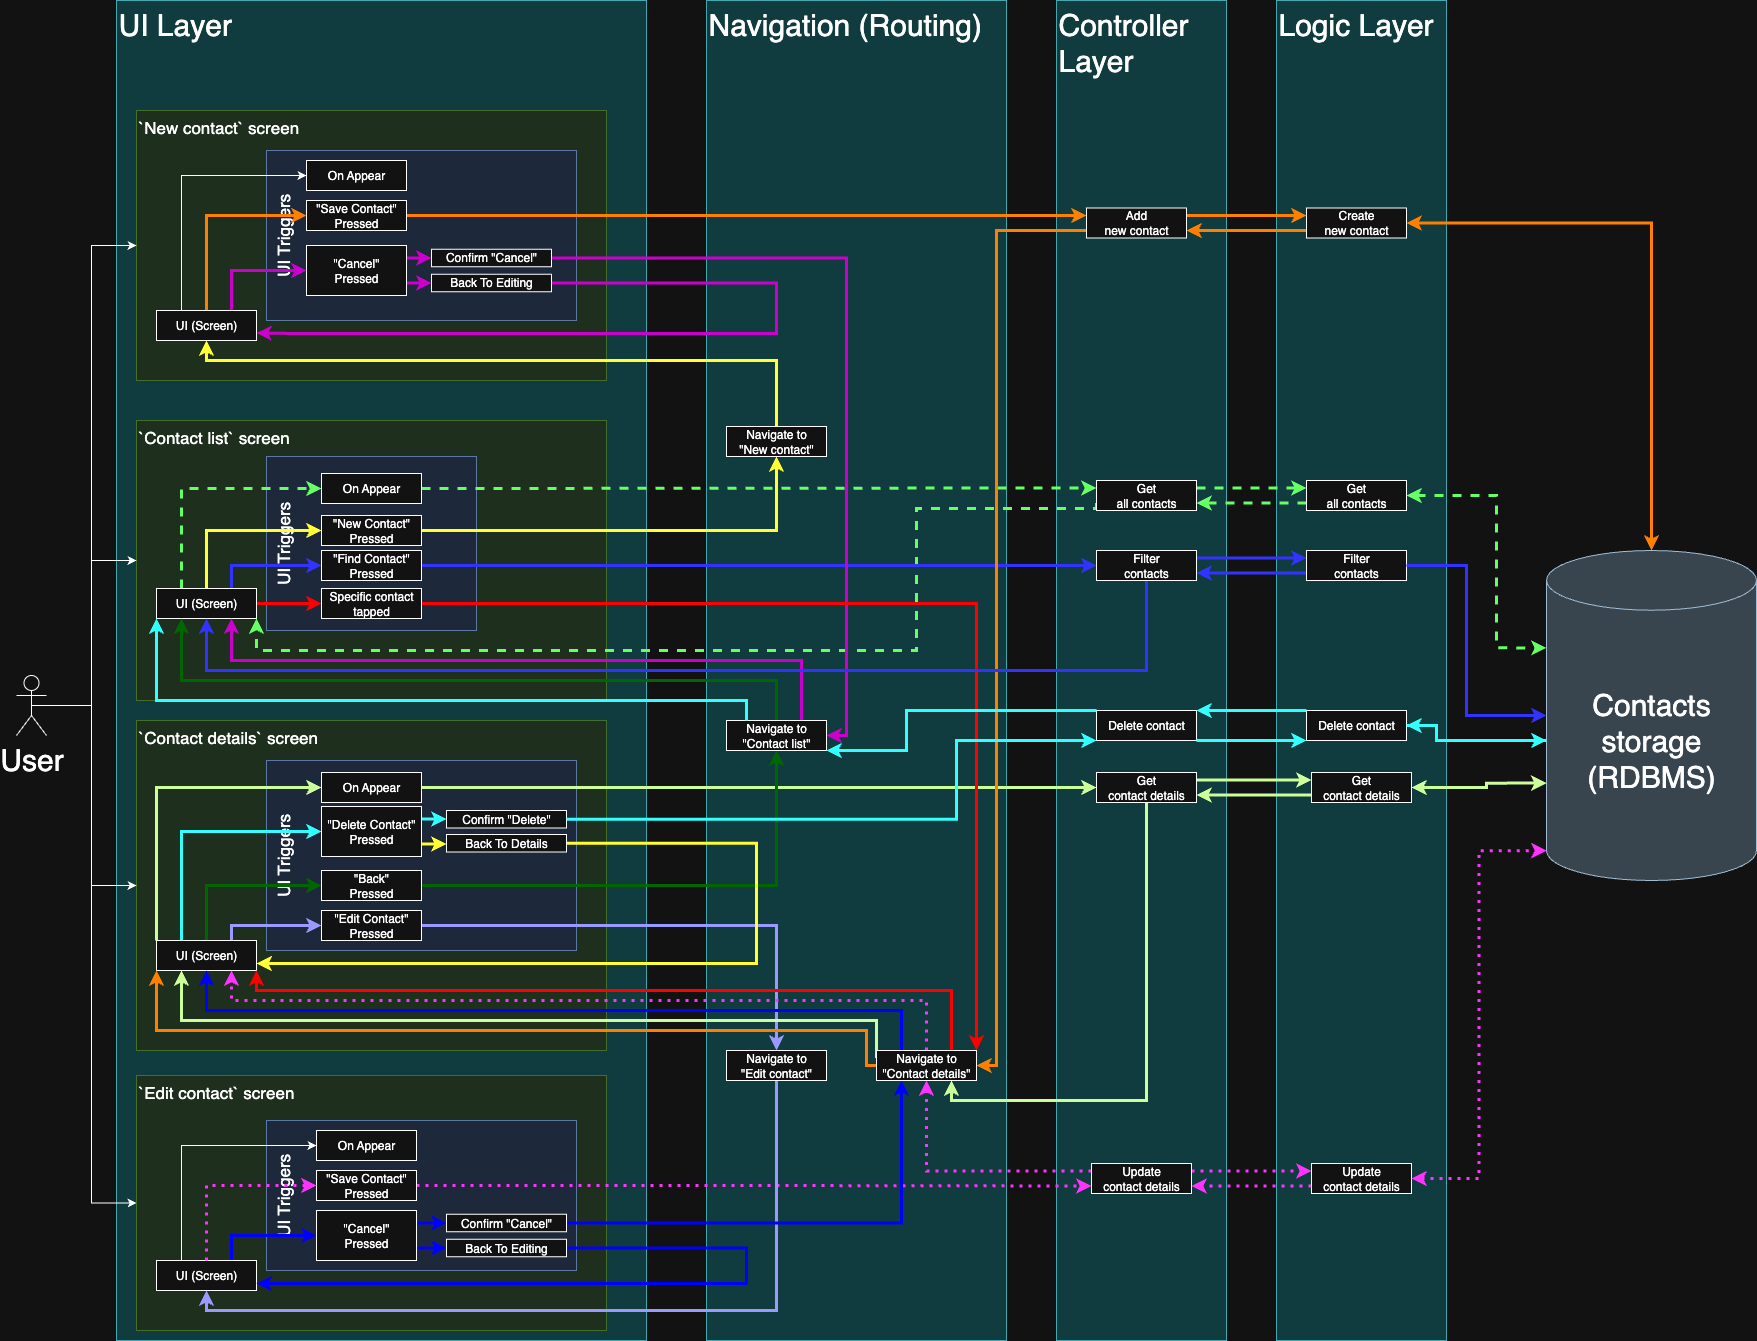 UI Layer
Navigation (Routing)
Controller
Layer
Logic Layer
`New contact` screen
UI Triggers
On Appear
"Save Contact"
Pressed
"Cancel"
Pressed
Confirm "Cancel"
Back To Editing
UI (Screen)
Add
new contact
Create
new contact
Navigate to
"New contact"
`Contact list` screen
UI Triggers
On Appear
"New Contact"
Pressed
"Find Contact"
Pressed
Specific contact
tapped
UI (Screen)
Get
all contacts
Get
all contacts
Filter
contacts
Filter
contacts
User
Contacts
storage
(RDBMS)
Navigate to
"Contact list"
Delete contact
Delete contact
`Contact details` screen
UI Triggers
On Appear
"Delete Contact"
Pressed
Confirm "Delete"
Back To Details
"Back"
Pressed
"Edit Contact"
Pressed
UI (Screen)
Get
contact details
Get
contact details
Navigate to
"Edit contact"
Navigate to
"Contact details"
`Edit contact` screen
UI Triggers
On Appear
"Save Contact"
Pressed
"Cancel"
Pressed
Confirm "Cancel"
Back To Editing
UI (Screen)
Update
contact details
Update
contact details